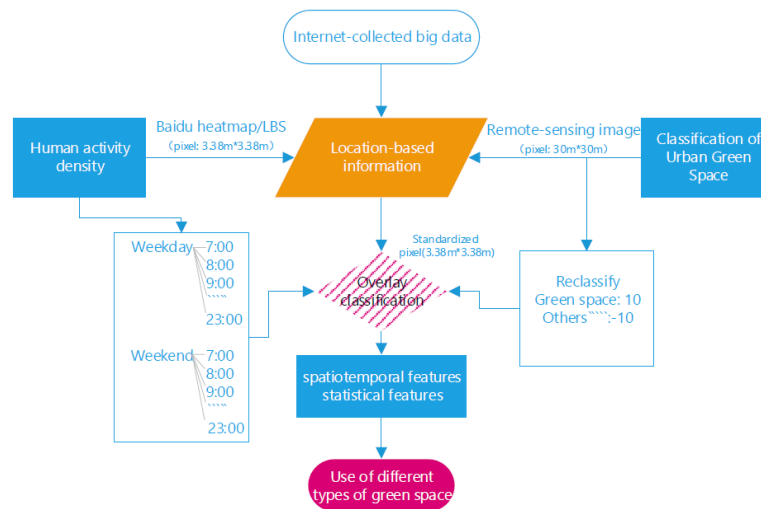 Internet-collected big data
Human activity
density
Baidu heatmap/LBS
(pixel: 3.38m*3.38m)
Location-based
information
Remote-sensing image
(pixel: 30m*30m)
Classification of
Urban Green
Space
Weekday
7:00
8:00
9:00
`````
23:00
Weekend
7:00
8:00
9:00
`````
23:00
Standardized
pixel(3.38m*3.38m)
Overlay
classification
Reclassify
Green space: 10
Others`````:-10
spatiotemporal features
statistical features
Use of different
types of green space